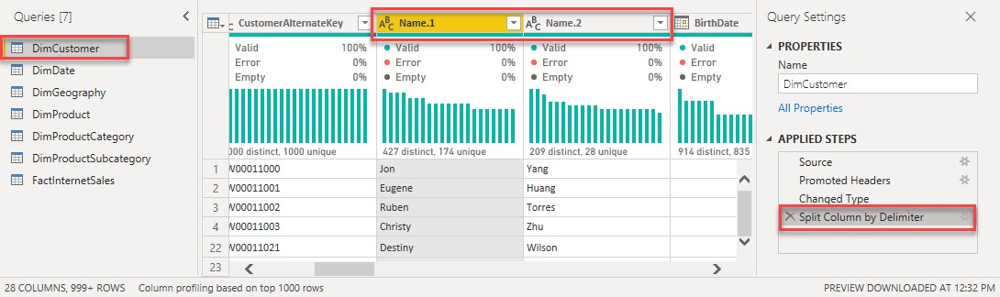 Queries [7]
DimCustomer
DimDate
DimGeography
DimProduct
DimProductCategory
DimProductSubcategory
FactInternetSales
CustomerAlternateKey
ABC Name.1
ABC Name.2
BirthDate
Valid 100%
Error 0%
Empty 0%
Valid 100%
Error 0%
Empty 0%
Valid 100%
Error 0%
Empty 0%
Valid
Error
Empty
000 distinct, 1000 unique
427 distinct, 174 unique
209 distinct, 28 unique
914 distinct, 835
1 W00011000 Jon Yang
2 W00011001 Eugene Huang
3 W00011002 Ruben Torres
4 W00011003 Christy Zhu
22 W00011021 Destiny Wilson
23
Query Settings
PROPERTIES
Name
DimCustomer
All Properties
APPLIED STEPS
Source
Promoted Headers
Changed Type
Split Column by Delimiter
28 COLUMNS, 999+ ROWS
Column profiling based on top 1000 rows
PREVIEW DOWNLOADED AT 12:32 PM